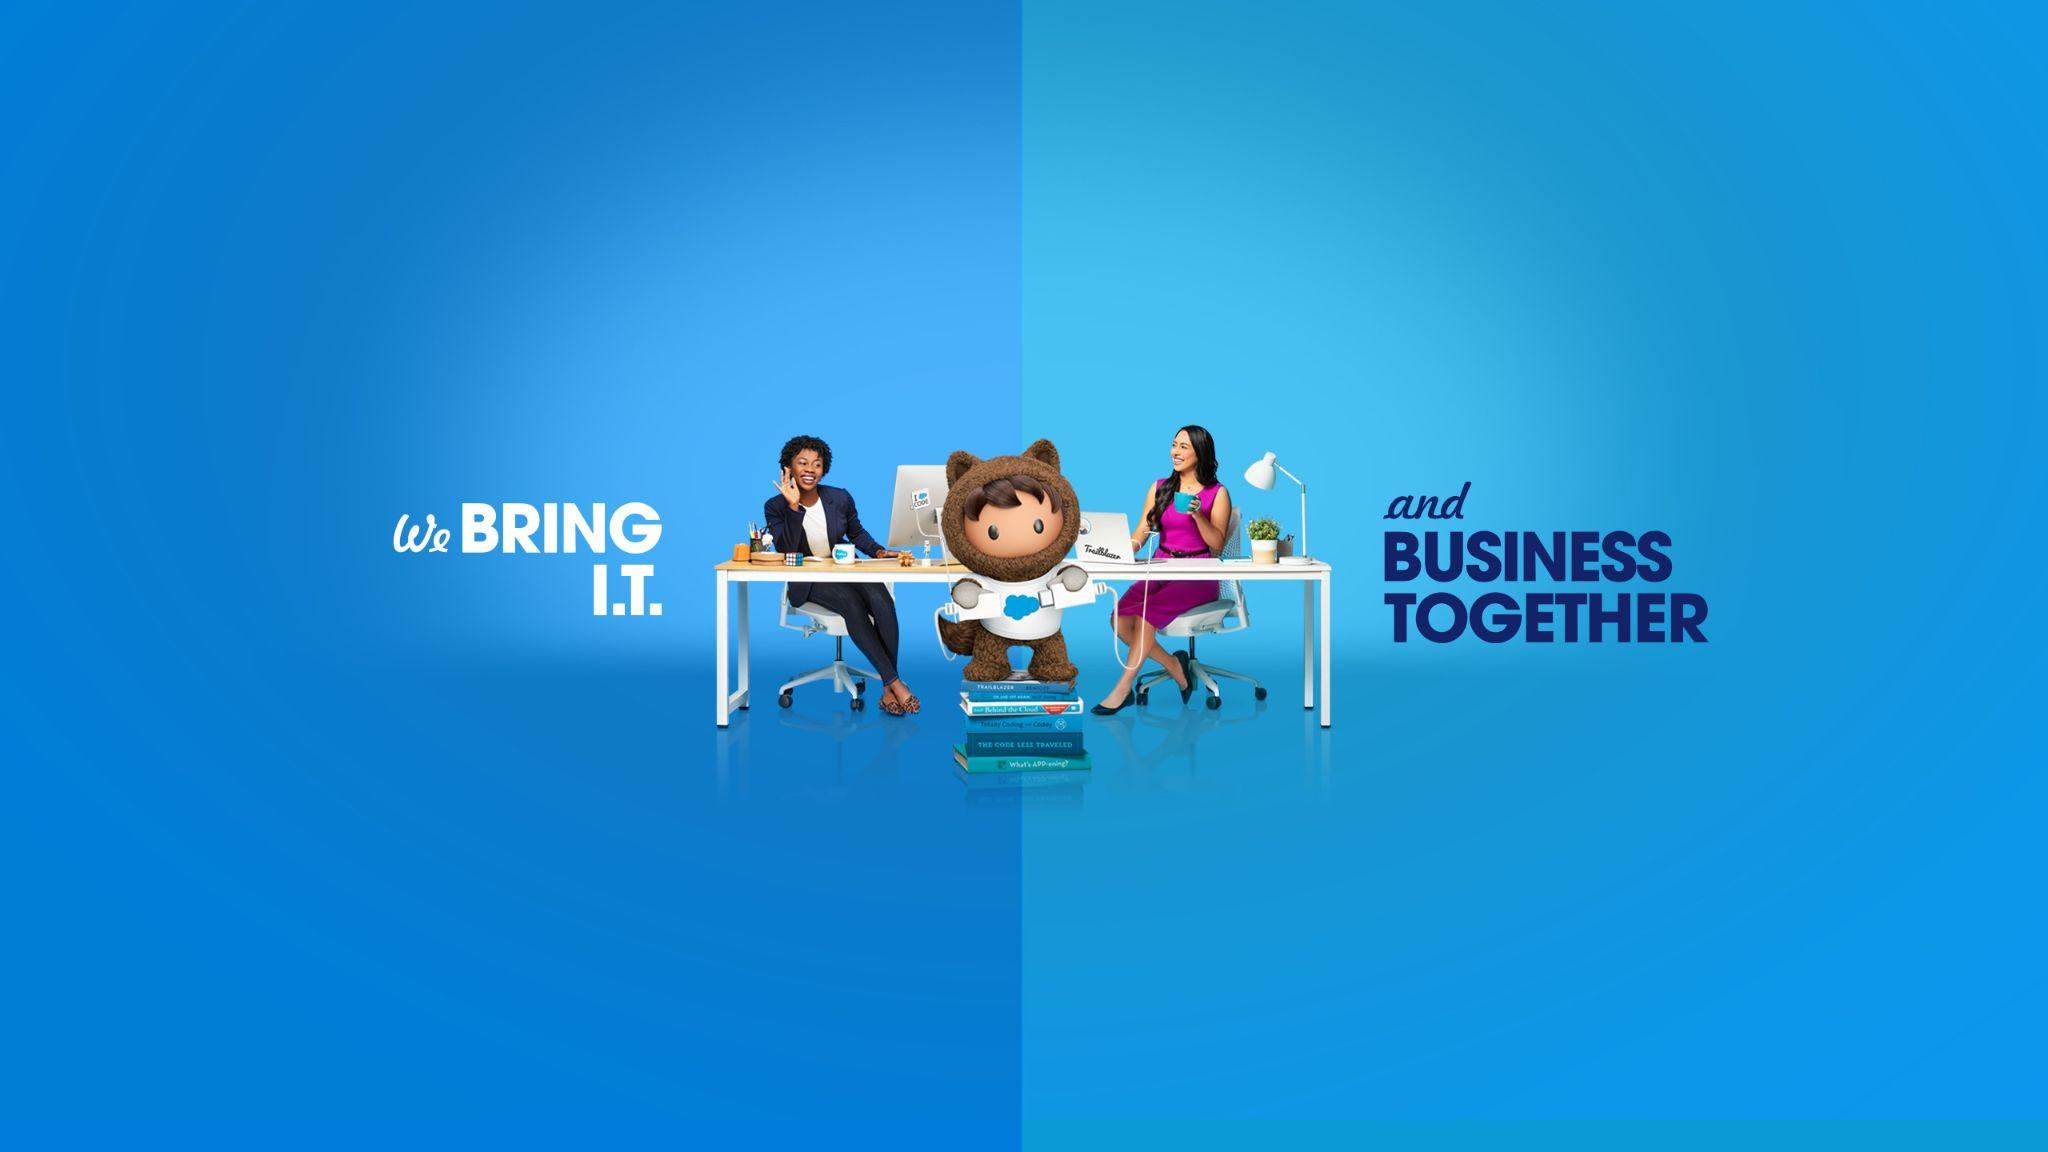 We BRING
I.T.
and
BUSINESS
TOGETHER
I
CODE
Trailblazer
TRAILBLAZER
Behind the Cloud
Totally Coding
Codey
THE CODE LESS TRAVELED
What's APP-ening?